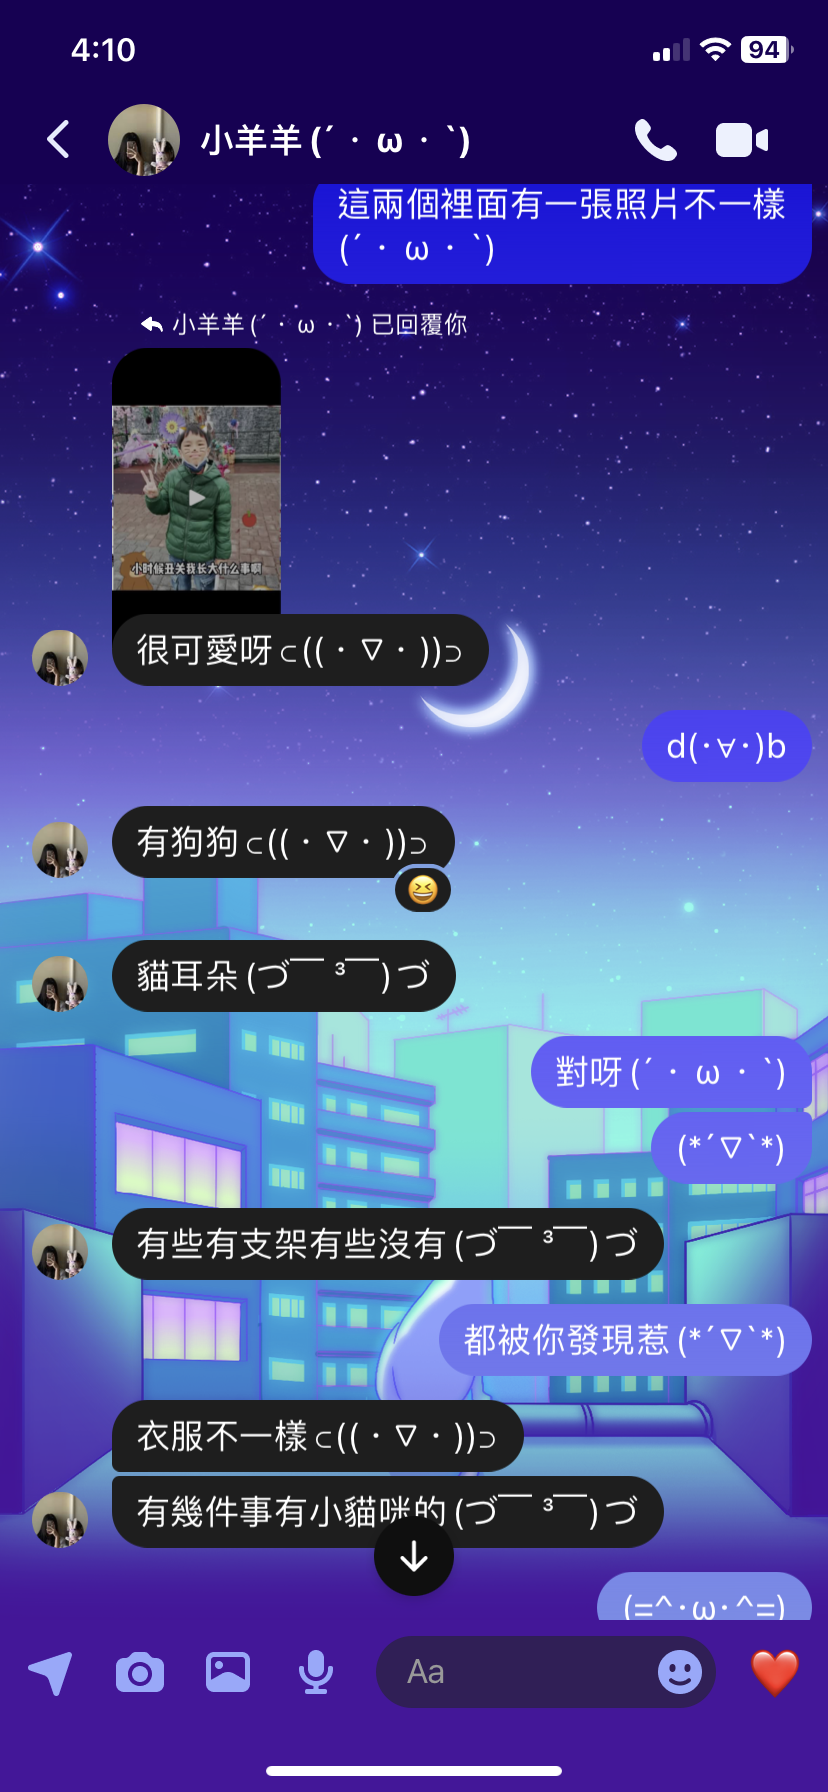 4:10
94
小羊羊 (´・ω・`)
這兩個裡面有一張照片不一樣
(´・ω・`)
小羊羊 (´・ω・`) 已回覆你
小时候丑关我长大什么事啊
很可愛呀⊂((・▽・))⊃
d(･∀･)b
有狗狗⊂((・▽・))⊃
貓耳朵 (づ￣ ³￣)づ
對呀 (´・ω・`)
(*´▽`*)
有些有支架有些沒有 (づ￣ ³￣)づ
都被你發現惹 (*´▽`*)
衣服不一樣⊂((・▽・))⊃
有幾件事有小貓咪的 (づ￣ ³￣)づ
(=^･ω･^=)
Aa